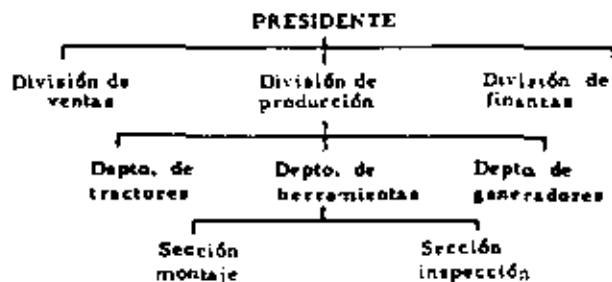 PRESIDENTE
División de ventas
División de producción
División de finanzas
Depto. de tractores
Depto. de herramientas
Depto. de generadores
Sección montaje
Sección inspección